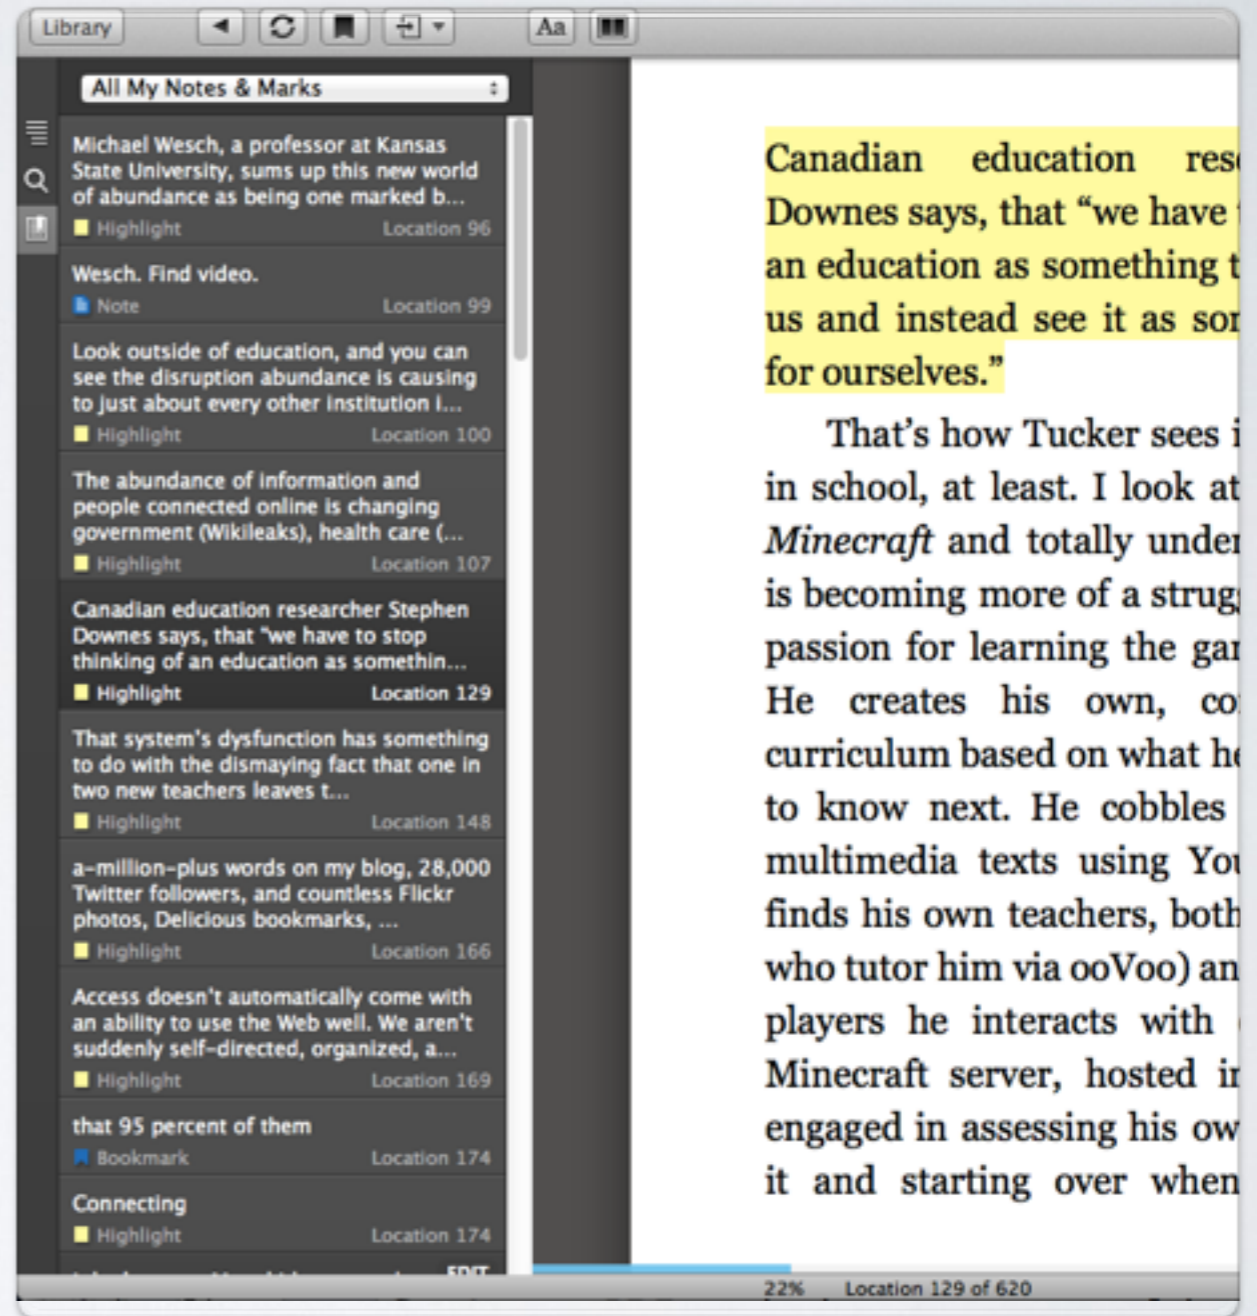 Library
Aa
All My Notes & Marks
Michael Wesch, a professor at Kansas
State University, sums up this new world
of abundance as being one marked b...
Highlight Location 96
Wesch. Find video.
Note Location 99
Look outside of education, and you can
see the disruption abundance is causing
to just about every other institution i...
Highlight Location 100
The abundance of information and
people connected online is changing
government (Wikileaks), health care (...
Highlight Location 107
Canadian education researcher Stephen
Downes says, that “we have to stop
thinking of an education as somethin...
Highlight Location 129
That system's dysfunction has something
to do with the dismaying fact that one in
two new teachers leaves t...
Highlight Location 148
a-million-plus words on my blog, 28,000
Twitter followers, and countless Flickr
photos, Delicious bookmarks, ...
Highlight Location 166
Access doesn't automatically come with
an ability to use the Web well. We aren't
suddenly self-directed, organized, a...
Highlight Location 169
that 95 percent of them
Bookmark Location 174
Connecting
Highlight Location 174
EDIT
Canadian education
Downes says, that “we have
an education as something
us and instead see it as
for ourselves.”
That’s how Tucker sees
in school, at least. I look at
Minecraft and totally
is becoming more of a
passion for learning the
He creates his own,
curriculum based on what
to know next. He cobbles
multimedia texts using
finds his own teachers, both
who tutor him via ooVoo)
players he interacts with
Minecraft server, hosted
engaged in assessing his
it and starting over when
22% Location 129 of 620